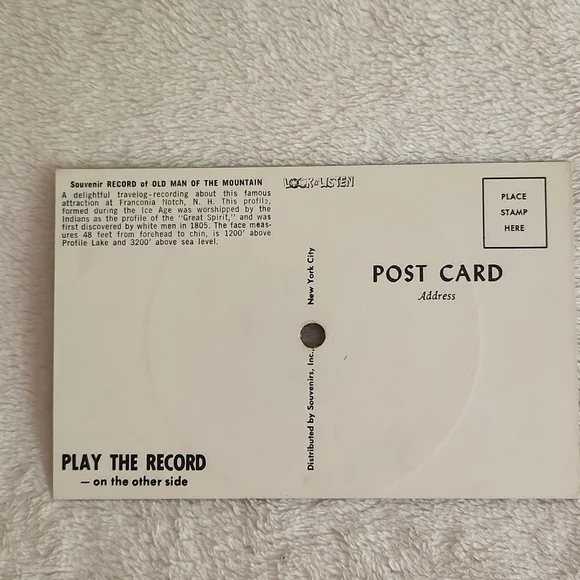 Souvenir RECORD of OLD MAN OF THE MOUNTAIN
A delightful travelog-recording about this famous
attraction at Franconia Notch, N. H. This profile,
formed during the Ice Age was worshipped by the
Indians as the profile of the "Great Spirit," and was
first discovered by white men in 1805. The face meas-
ures 48 feet from forehead to chin, is 1200' above
Profile Lake and 3200' above sea level.
PLAY THE RECORD
— on the other side
LOOK 'N LISTEN
Distributed by Souvenirs, Inc., New York City
PLACE
STAMP
HERE
POST CARD
Address